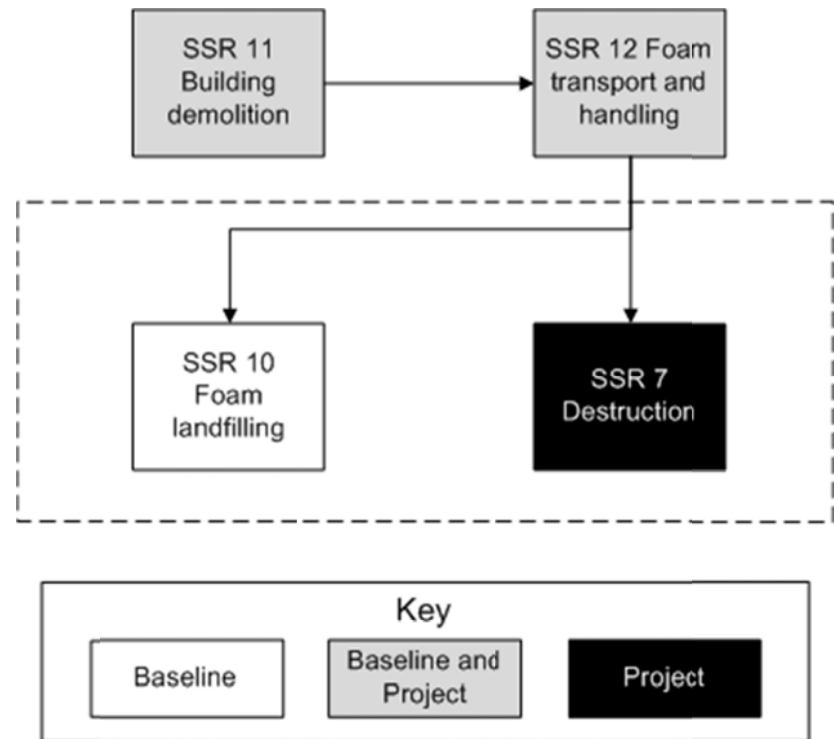 SSR 11
Building
demolition
SSR 12 Foam
transport and
handling
SSR 10
Foam
landfilling
SSR 7
Destruction
Key
Baseline
Baseline and
Project
Project